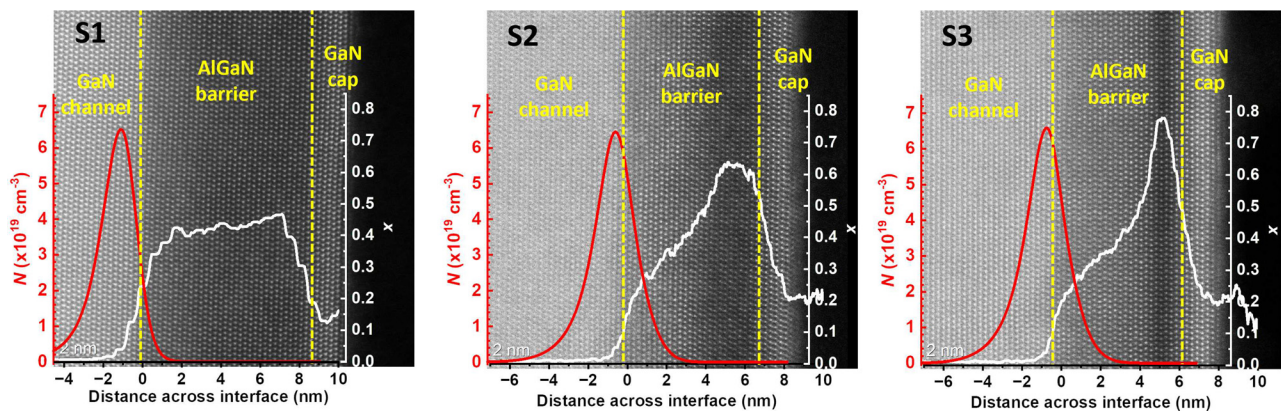 S1
GaN
channel
AlGaN
barrier
GaN
cap
7
6
5
4
3
2
1
0
N (x10¹⁹ cm⁻³)
0.8
0.7
0.6
0.5
0.4
0.3
0.2
0.1
0.0
x
2 nm
−4 −2 0 2 4 6 8 10
Distance across interface (nm)
S2
GaN
channel
AlGaN
barrier
GaN
cap
7
6
5
4
3
2
1
0
N (x10¹⁹ cm⁻³)
0.8
0.7
0.6
0.5
0.4
0.3
0.2
0.1
0.0
x
2 nm
−6 −4 −2 0 2 4 6 8 10
Distance across interface (nm)
S3
GaN
channel
AlGaN
barrier
GaN
cap
7
6
5
4
3
2
1
0
N (x10¹⁹ cm⁻³)
0.8
0.7
0.6
0.5
0.4
0.3
0.2
0.1
0.0
x
2 nm
−6 −4 −2 0 2 4 6 8 10
Distance across interface (nm)